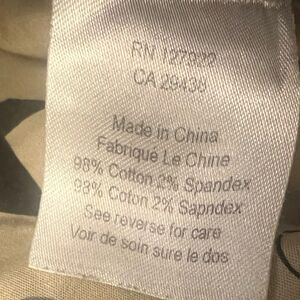 RN 127922
CA 29438
Made in China
Fabriqué Le Chine
98% Cotton 2% Spandex
98% Coton 2% Sapndex
See reverse for care
Voir de soin sure le dos